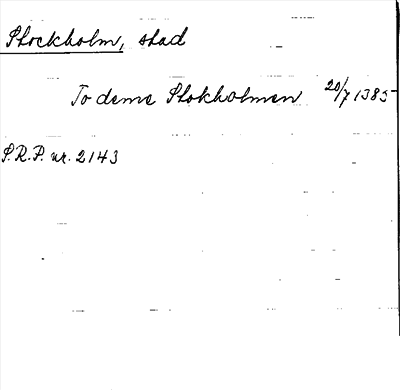 Stockholm, stad
To deme Stokholmen 20/7 1385
S.R.P. nr. 2143